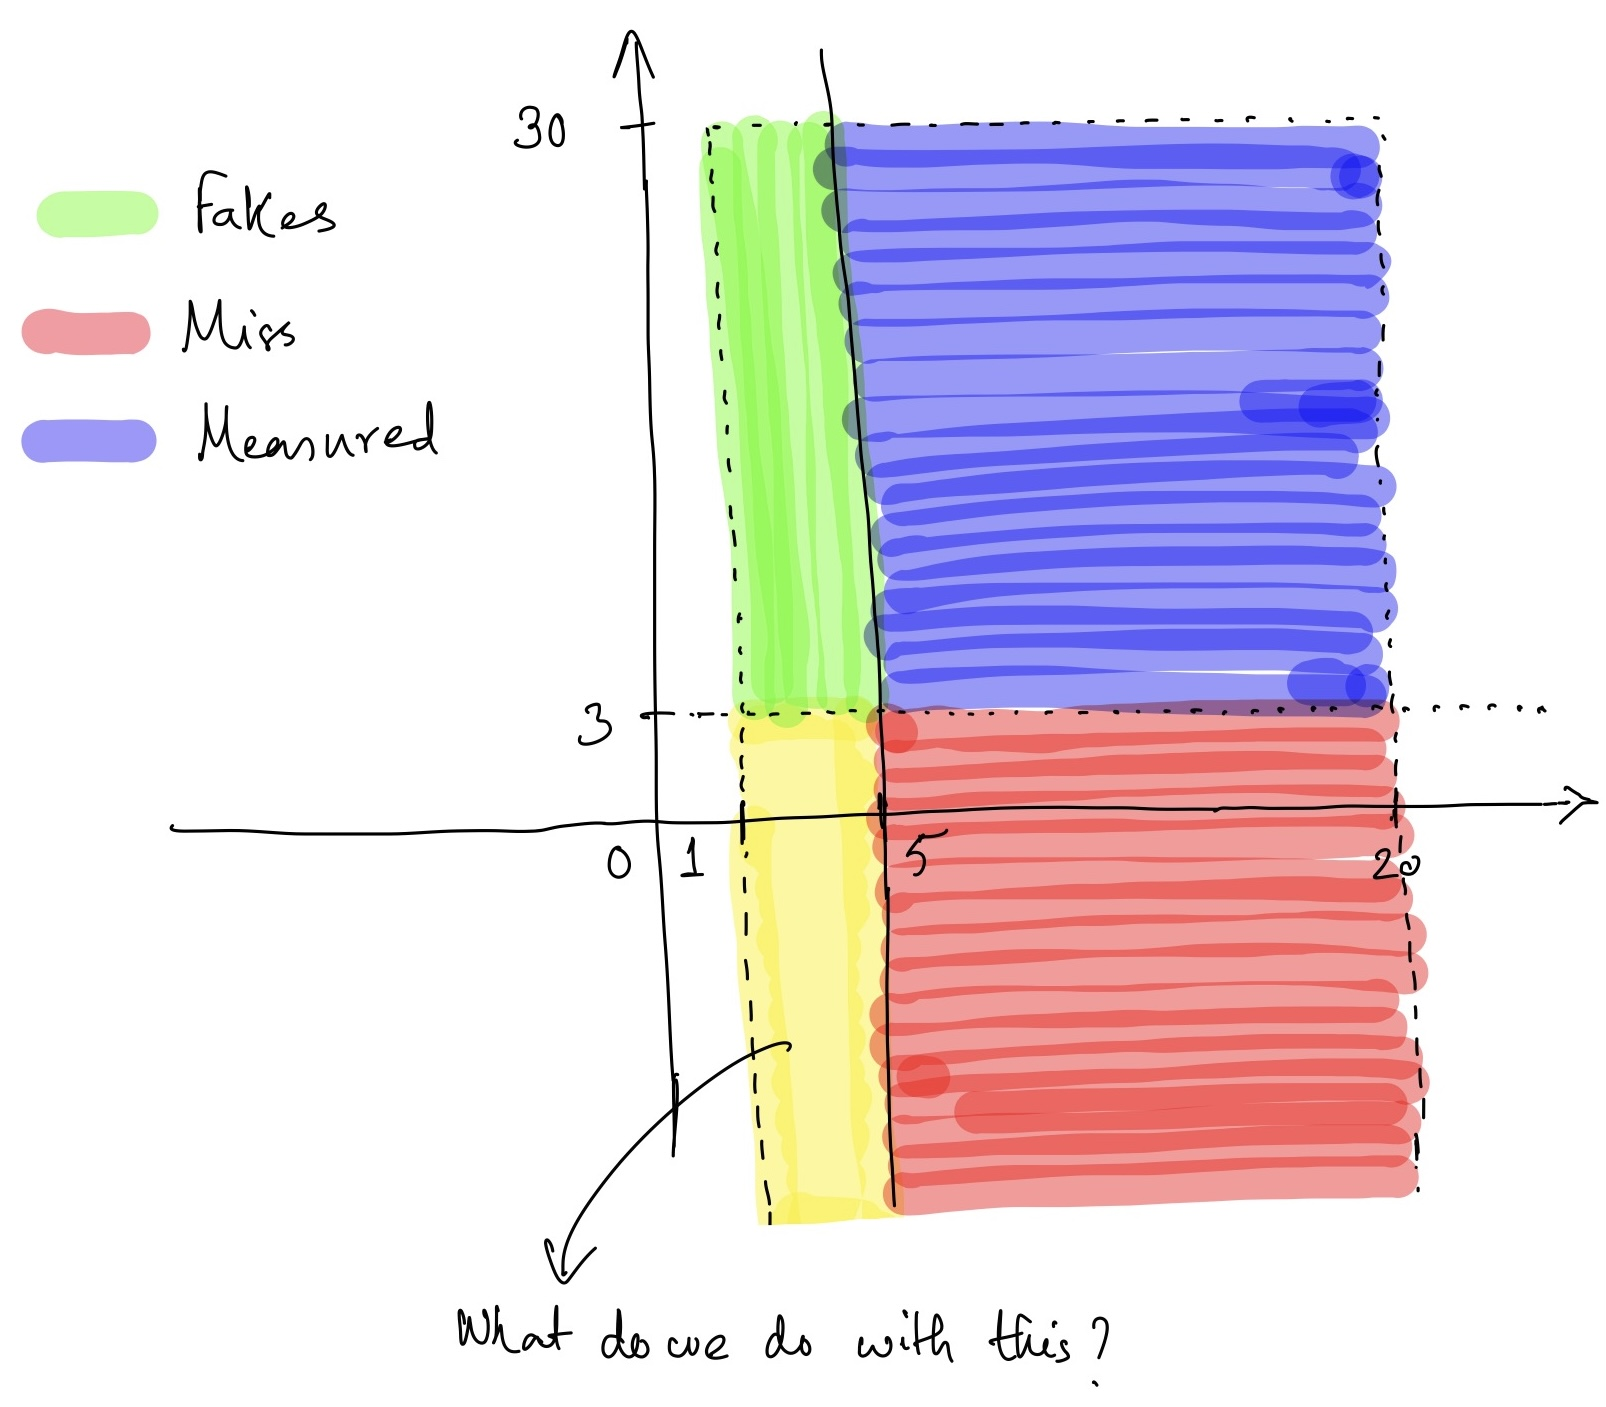 30
Fakes
Miss
Measured
3
0 1 5 20
What do we do with this?